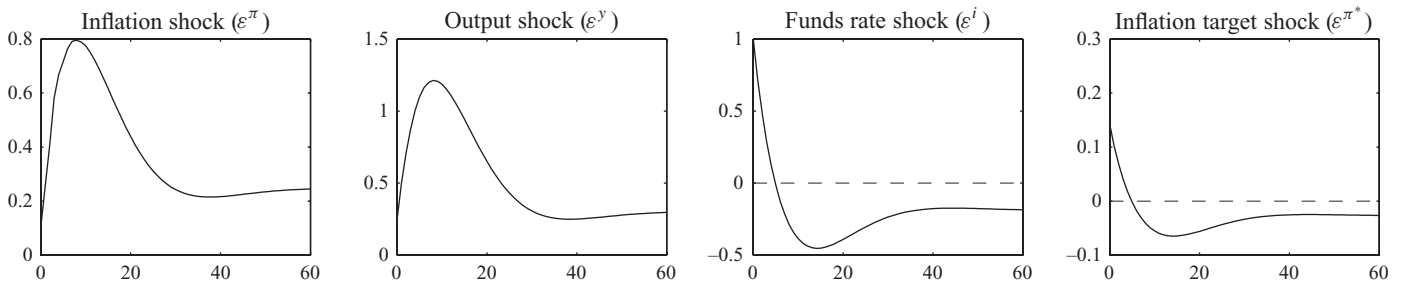 Inflation shock (ε^π)
0.8
0.6
0.4
0.2
0
0 20 40 60
Output shock (ε^y)
1.5
1
0.5
0
0 20 40 60
Funds rate shock (ε^i)
1
0.5
0
−0.5
0 20 40 60
Inflation target shock (ε^π*)
0.3
0.2
0.1
0
−0.1
0 20 40 60